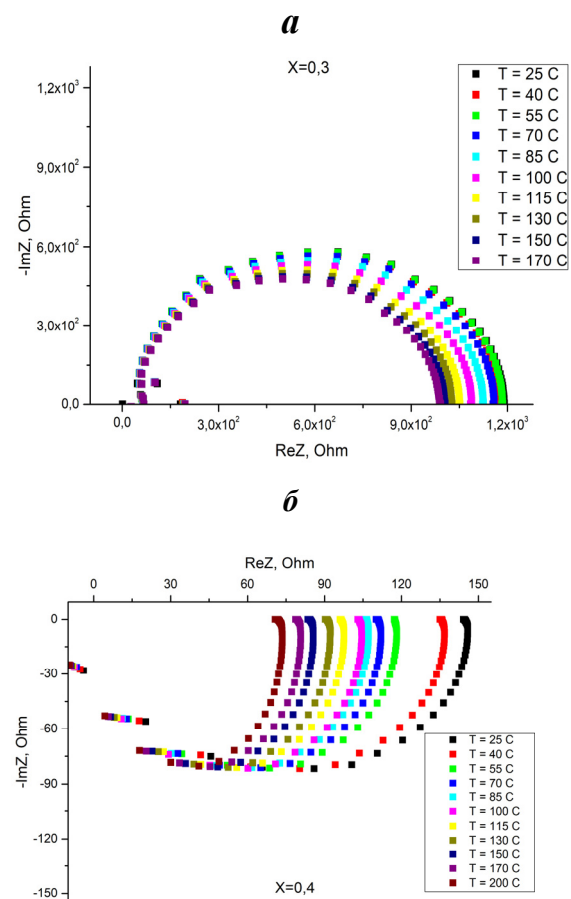 а
X=0,3
T = 25 C
T = 40 C
T = 55 C
T = 70 C
T = 85 C
T = 100 C
T = 115 C
T = 130 C
T = 150 C
T = 170 C
1,2x10³
9,0x10²
6,0x10²
3,0x10²
0,0
-ImZ, Ohm
0,0 3,0x10² 6,0x10² 9,0x10² 1,2x10³
ReZ, Ohm
б
ReZ, Ohm
0 30 60 90 120 150
0
-30
-60
-90
-120
-150
-ImZ, Ohm
T = 25 C
T = 40 C
T = 55 C
T = 70 C
T = 85 C
T = 100 C
T = 115 C
T = 130 C
T = 150 C
T = 170 C
T = 200 C
X=0,4